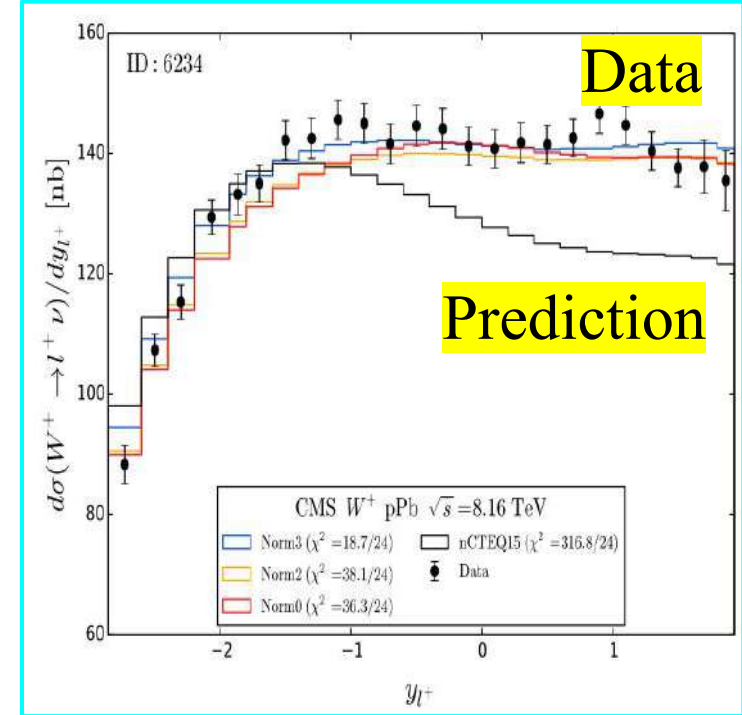 160
ID : 6234
Data
140
120
Prediction
100
80
60
dσ(W⁺ → l⁺ ν)/dy_{l⁺} [nb]
CMS W⁺ pPb √s =8.16 TeV
Norm3 (χ² =18.7/24)
nCTEQ15 (χ² =316.8/24)
Norm2 (χ² =38.1/24)
Data
Norm0 (χ² =36.3/24)
−2 −1 0 1
y_{l⁺}